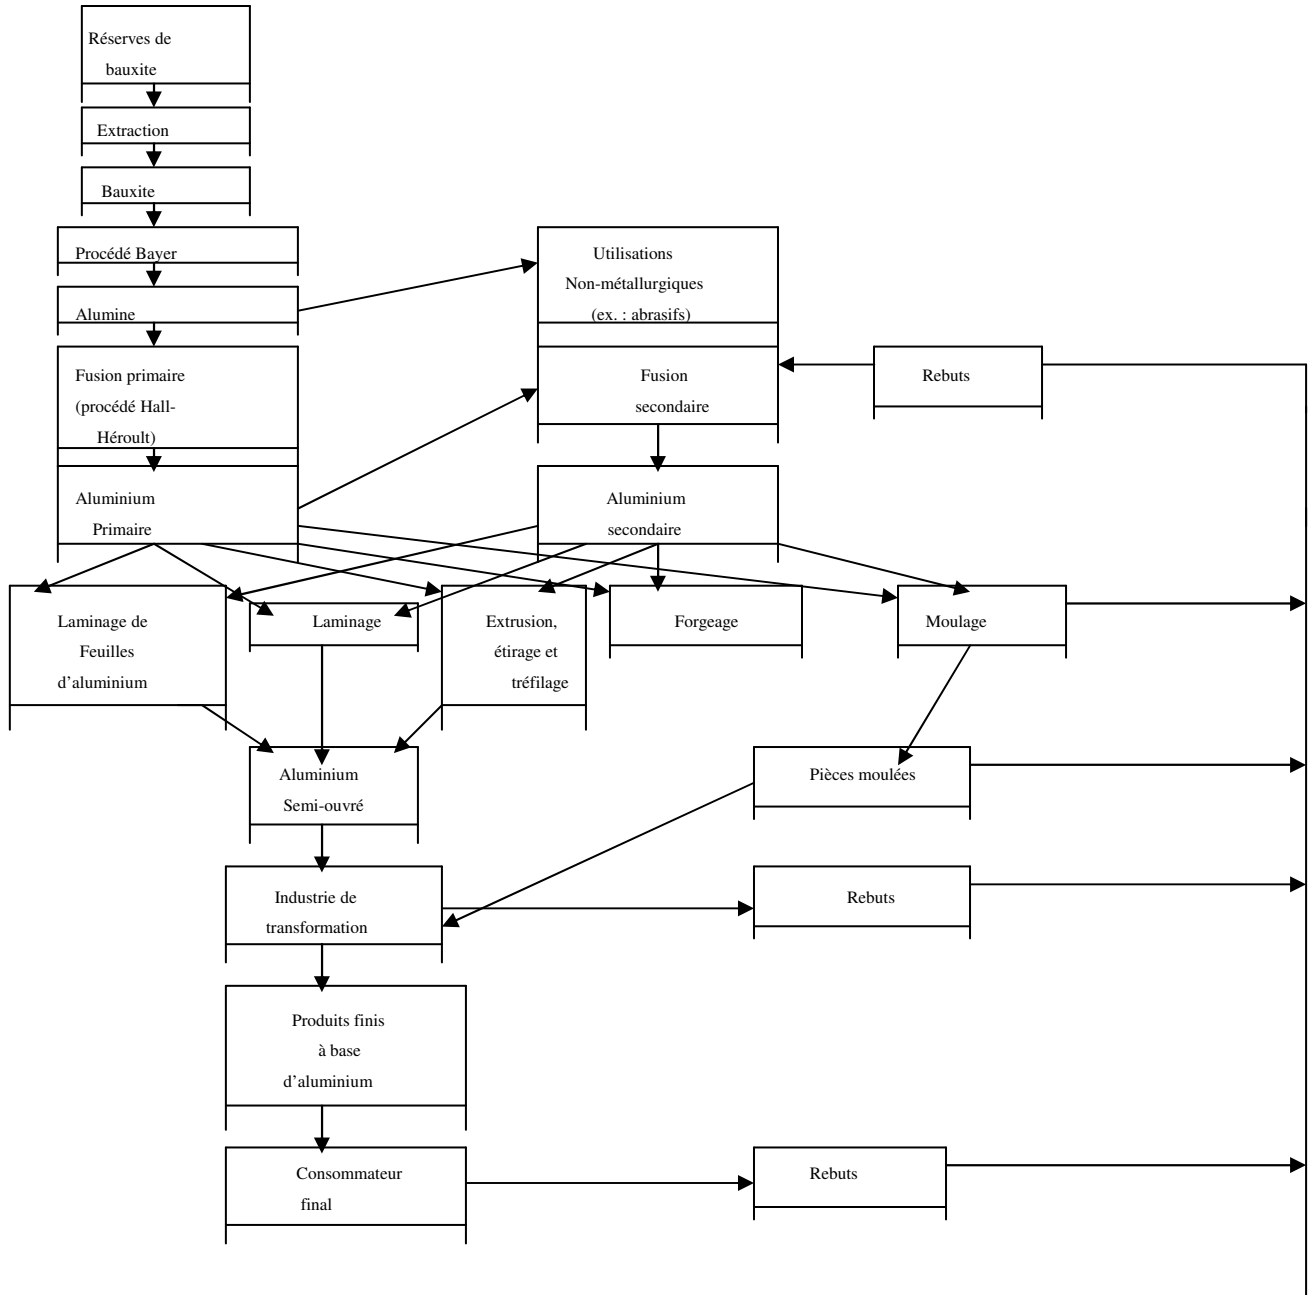 Réserves de
bauxite
Extraction
Bauxite
Procédé Bayer
Utilisations
Non-métallurgiques
(ex. : abrasifs)
Alumine
Fusion primaire
(procédé Hall-
Héroult)
Fusion
secondaire
Rebuts
Aluminium
Primaire
Aluminium
secondaire
Laminage de
Feuilles
d’aluminium
Laminage
Extrusion,
étirage et
tréfilage
Forgeage
Moulage
Aluminium
Semi-ouvré
Pièces moulées
Industrie de
transformation
Rebuts
Produits finis
à base
d’aluminium
Consommateur
final
Rebuts